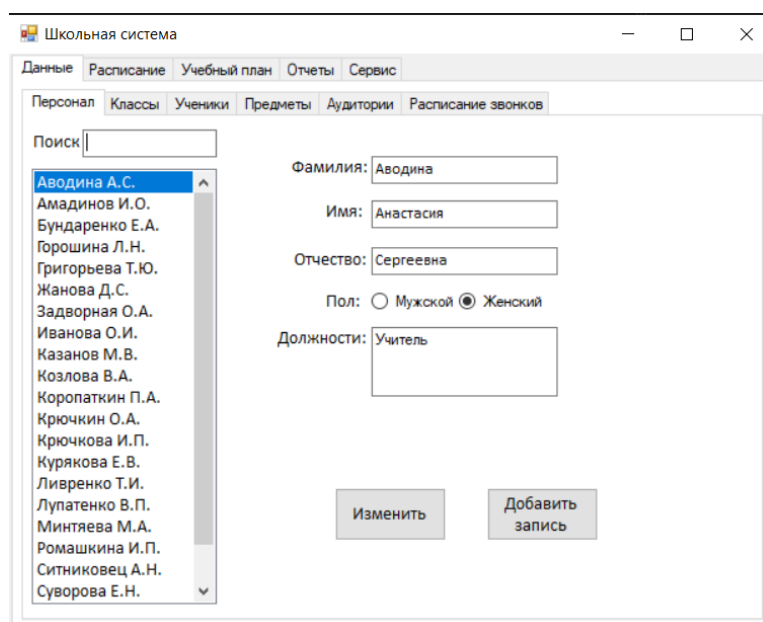 Школьная система
Данные Расписание Учебный план Отчеты Сервис
Персонал Классы Ученики Предметы Аудитории Расписание звонков
Поиск
Аводина А.С.
Амадинов И.О.
Бундаренко Е.А.
Горошина Л.Н.
Григорьева Т.Ю.
Жанова Д.С.
Задворная О.А.
Иванова О.И.
Казанов М.В.
Козлова В.А.
Коропаткин П.А.
Крючкин О.А.
Крючкова И.П.
Курякова Е.В.
Ливренко Т.И.
Лупатенко В.П.
Минтяева М.А.
Ромашкина И.П.
Ситниковец А.Н.
Суворова Е.Н.
Фамилия: Аводина
Имя: Анастасия
Отчество: Сергеевна
Пол: Мужской Женский
Должности: Учитель
Изменить
Добавить
запись